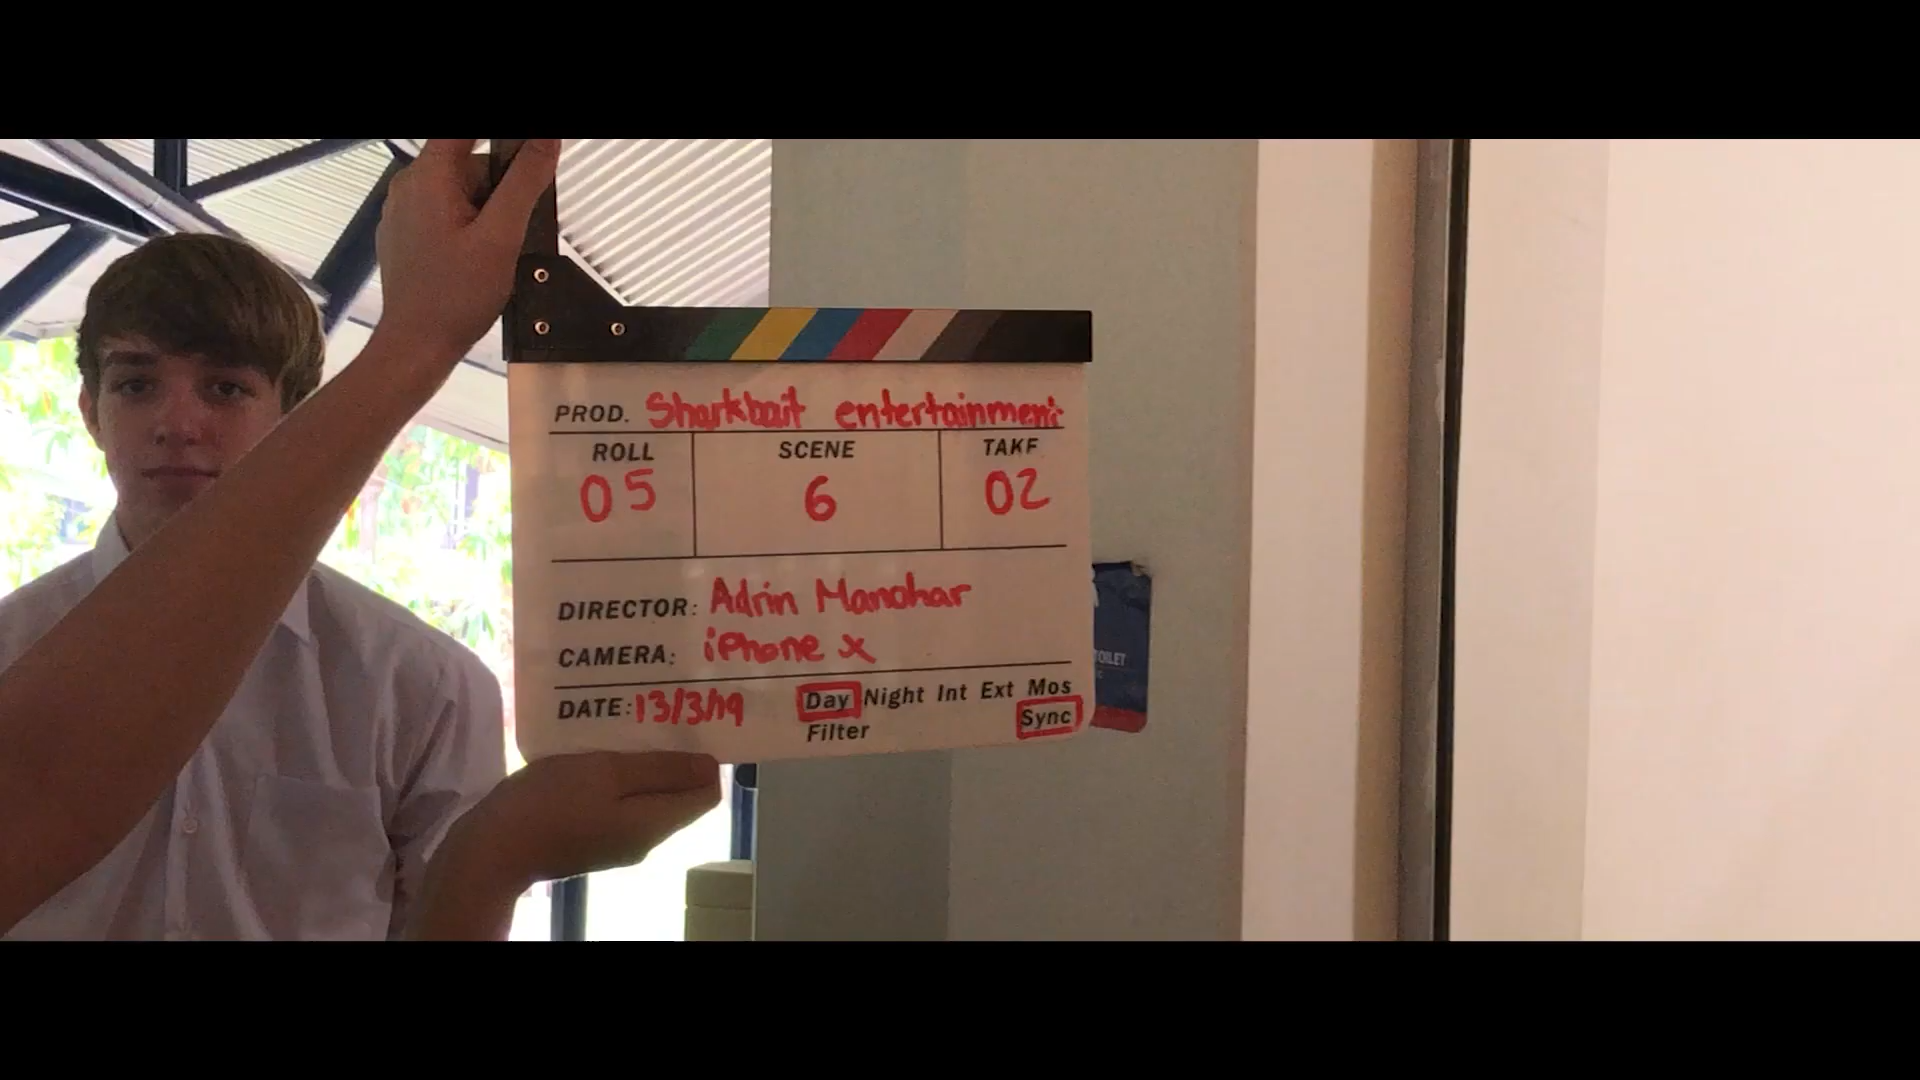 PROD. Sharkbait entertainment
ROLL SCENE TAKE
05 6 02
DIRECTOR: Adrin Manohar
CAMERA: iPhone x
DATE: 13/3/19 Day Night Int Ext Mos
Filter Sync
TOILET